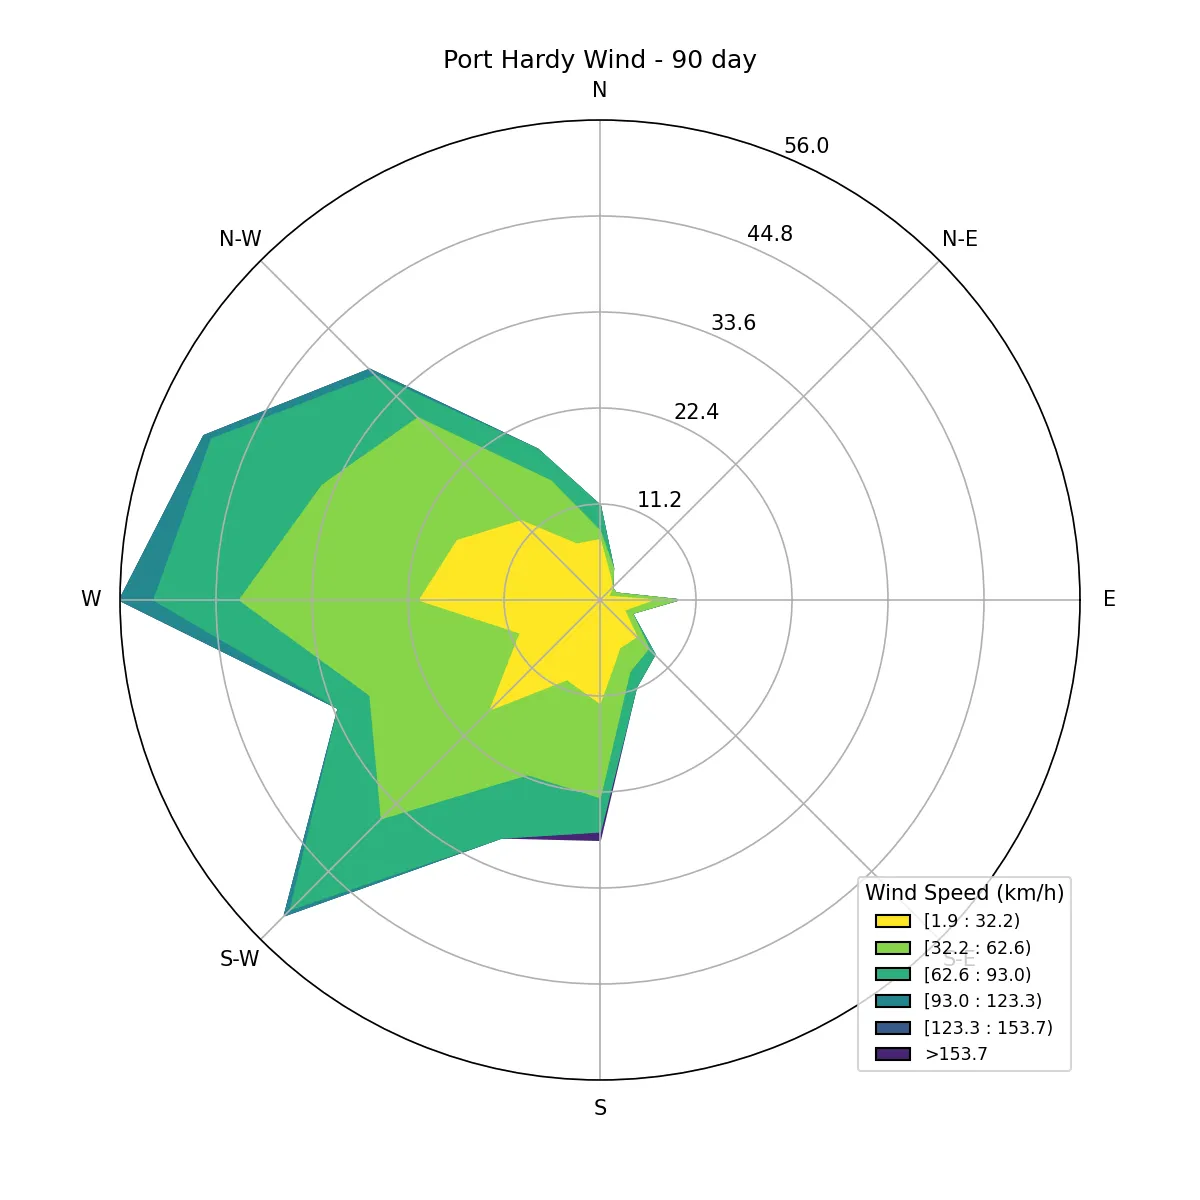 Port Hardy Wind - 90 day
N
56.0
N-W
44.8
N-E
33.6
22.4
11.2
W
E
S-W
S-E
S
Wind Speed (km/h)
[1.9 : 32.2)
[32.2 : 62.6)
[62.6 : 93.0)
[93.0 : 123.3)
[123.3 : 153.7)
>153.7